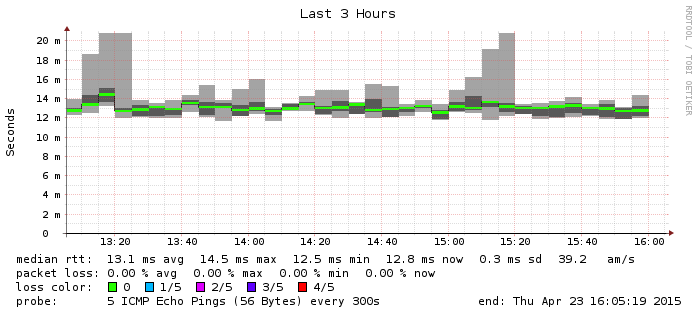 Last 3 Hours
RRDTOOL / TOBI OETIKER
Seconds
20 m
18 m
16 m
14 m
12 m
10 m
8 m
6 m
4 m
2 m
0
13:20 13:40 14:00 14:20 14:40 15:00 15:20 15:40 16:00
median rtt: 13.1 ms avg 14.5 ms max 12.5 ms min 12.8 ms now 0.3 ms sd 39.2 am/s
packet loss: 0.00 % avg 0.00 % max 0.00 % min 0.00 % now
loss color: 0 1/5 2/5 3/5 4/5
probe: 5 ICMP Echo Pings (56 Bytes) every 300s end: Thu Apr 23 16:05:19 2015